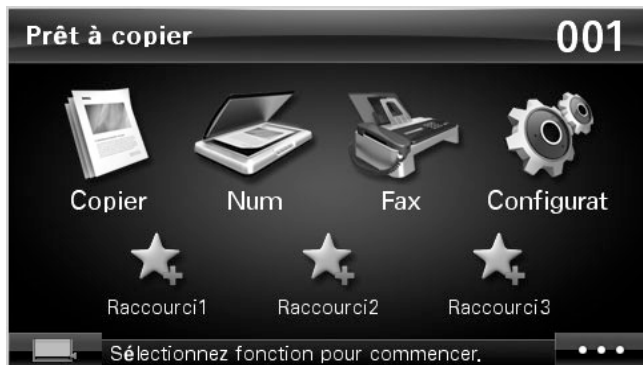 Prêt à copier 001
Copier Num Fax Configurat
Raccourci1 Raccourci2 Raccourci3
Sélectionnez fonction pour commencer.